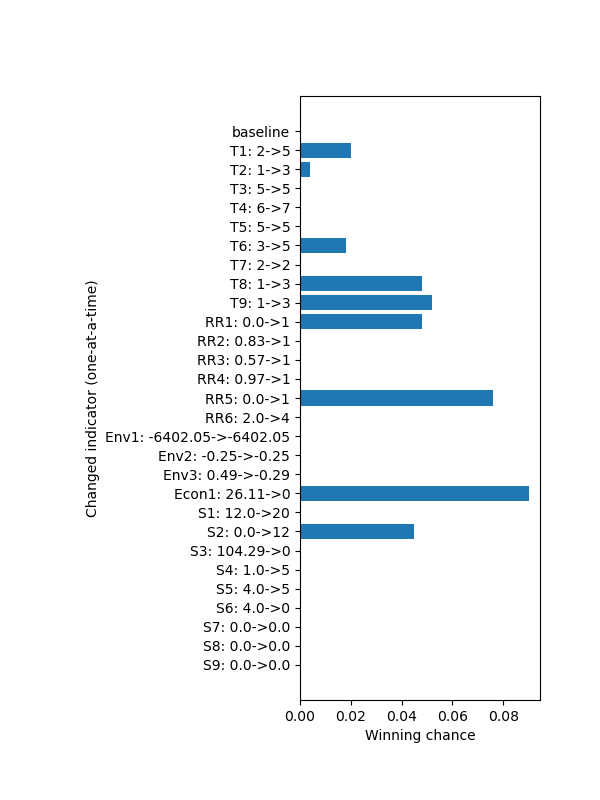 baseline
T1: 2->5
T2: 1->3
T3: 5->5
T4: 6->7
T5: 5->5
T6: 3->5
T7: 2->2
T8: 1->3
T9: 1->3
RR1: 0.0->1
RR2: 0.83->1
RR3: 0.57->1
RR4: 0.97->1
RR5: 0.0->1
RR6: 2.0->4
Env1: -6402.05->-6402.05
Env2: -0.25->-0.25
Env3: 0.49->-0.29
Econ1: 26.11->0
S1: 12.0->20
S2: 0.0->12
S3: 104.29->0
S4: 1.0->5
S5: 4.0->5
S6: 4.0->0
S7: 0.0->0.0
S8: 0.0->0.0
S9: 0.0->0.0
Changed indicator (one-at-a-time)
0.00 0.02 0.04 0.06 0.08
Winning chance